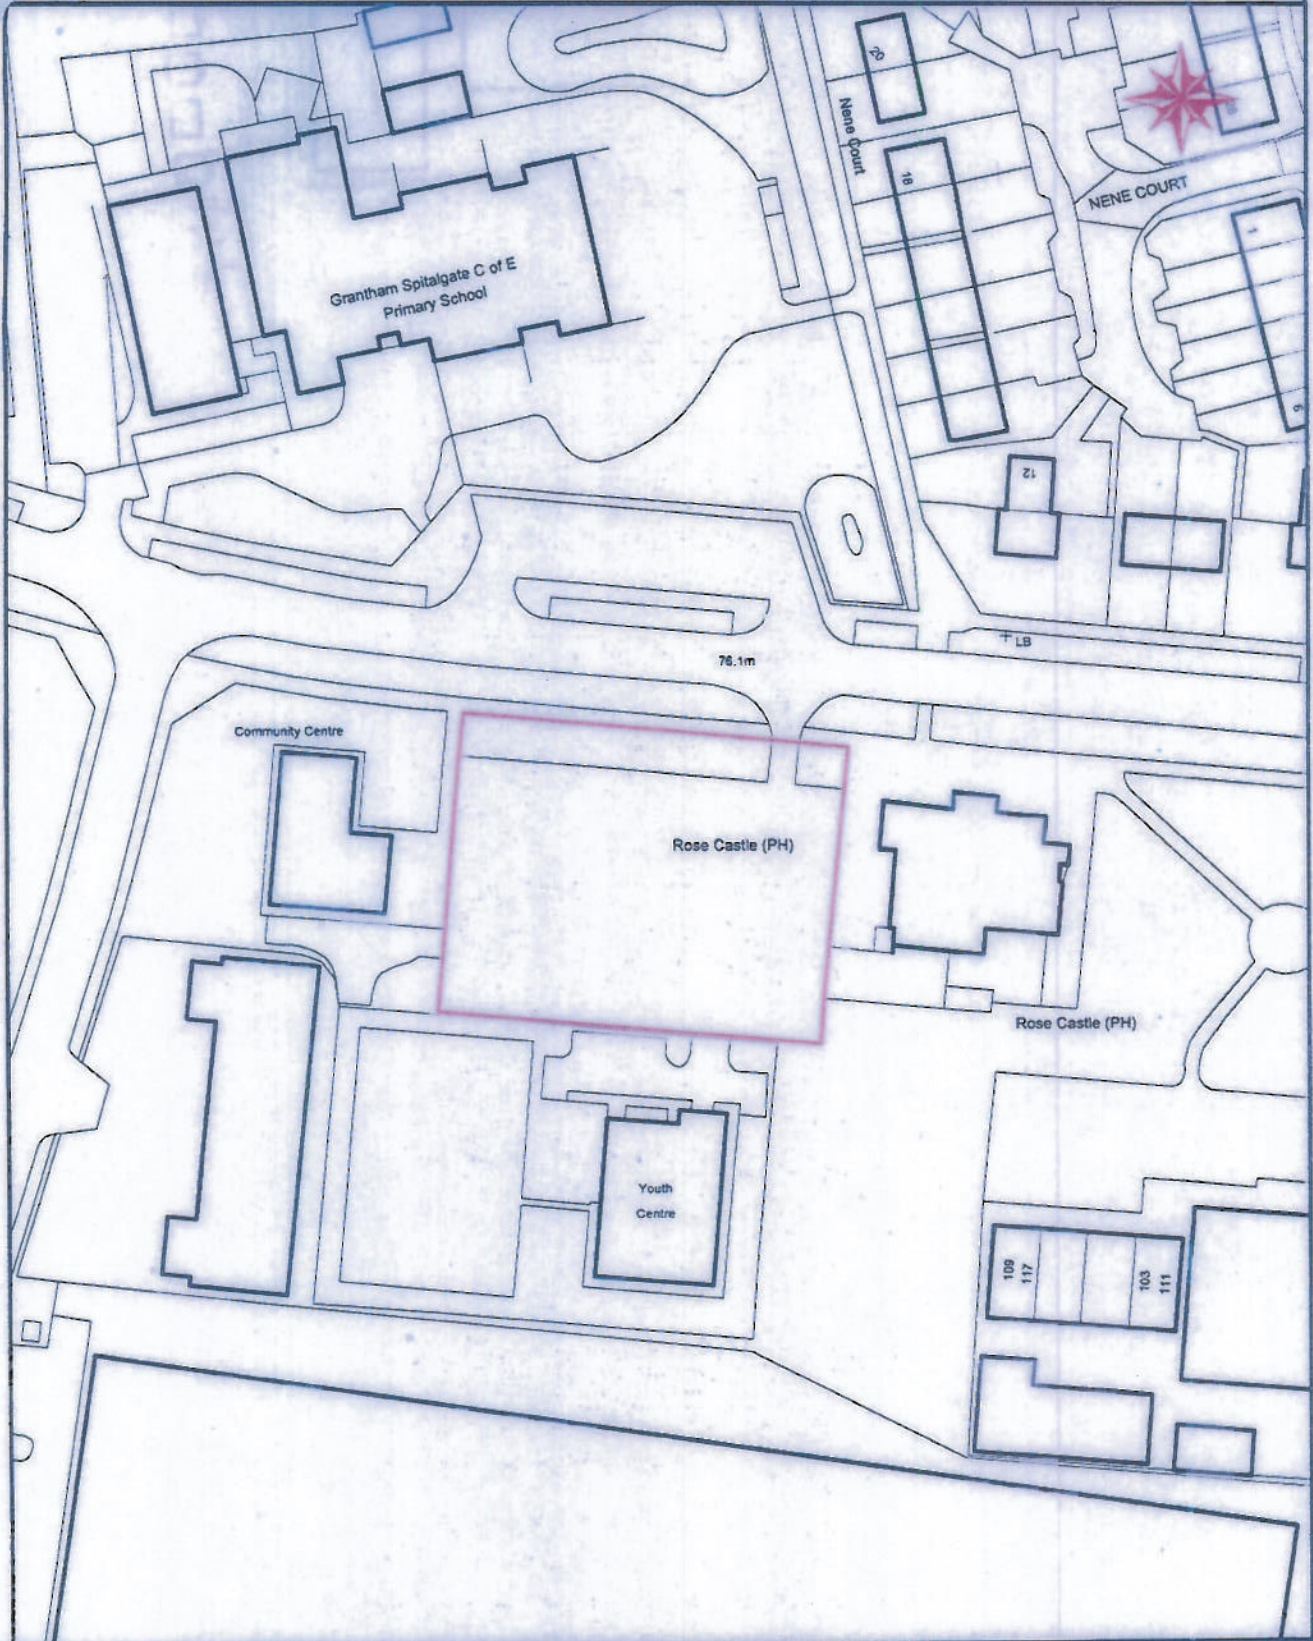 20
Nene Court
18
NENE COURT
1
6
Grantham Spitalgate C of E
Primary School
12
LB
76.1m
Community Centre
Rose Castle (PH)
Rose Castle (PH)
Youth
Centre
109
117
103
111